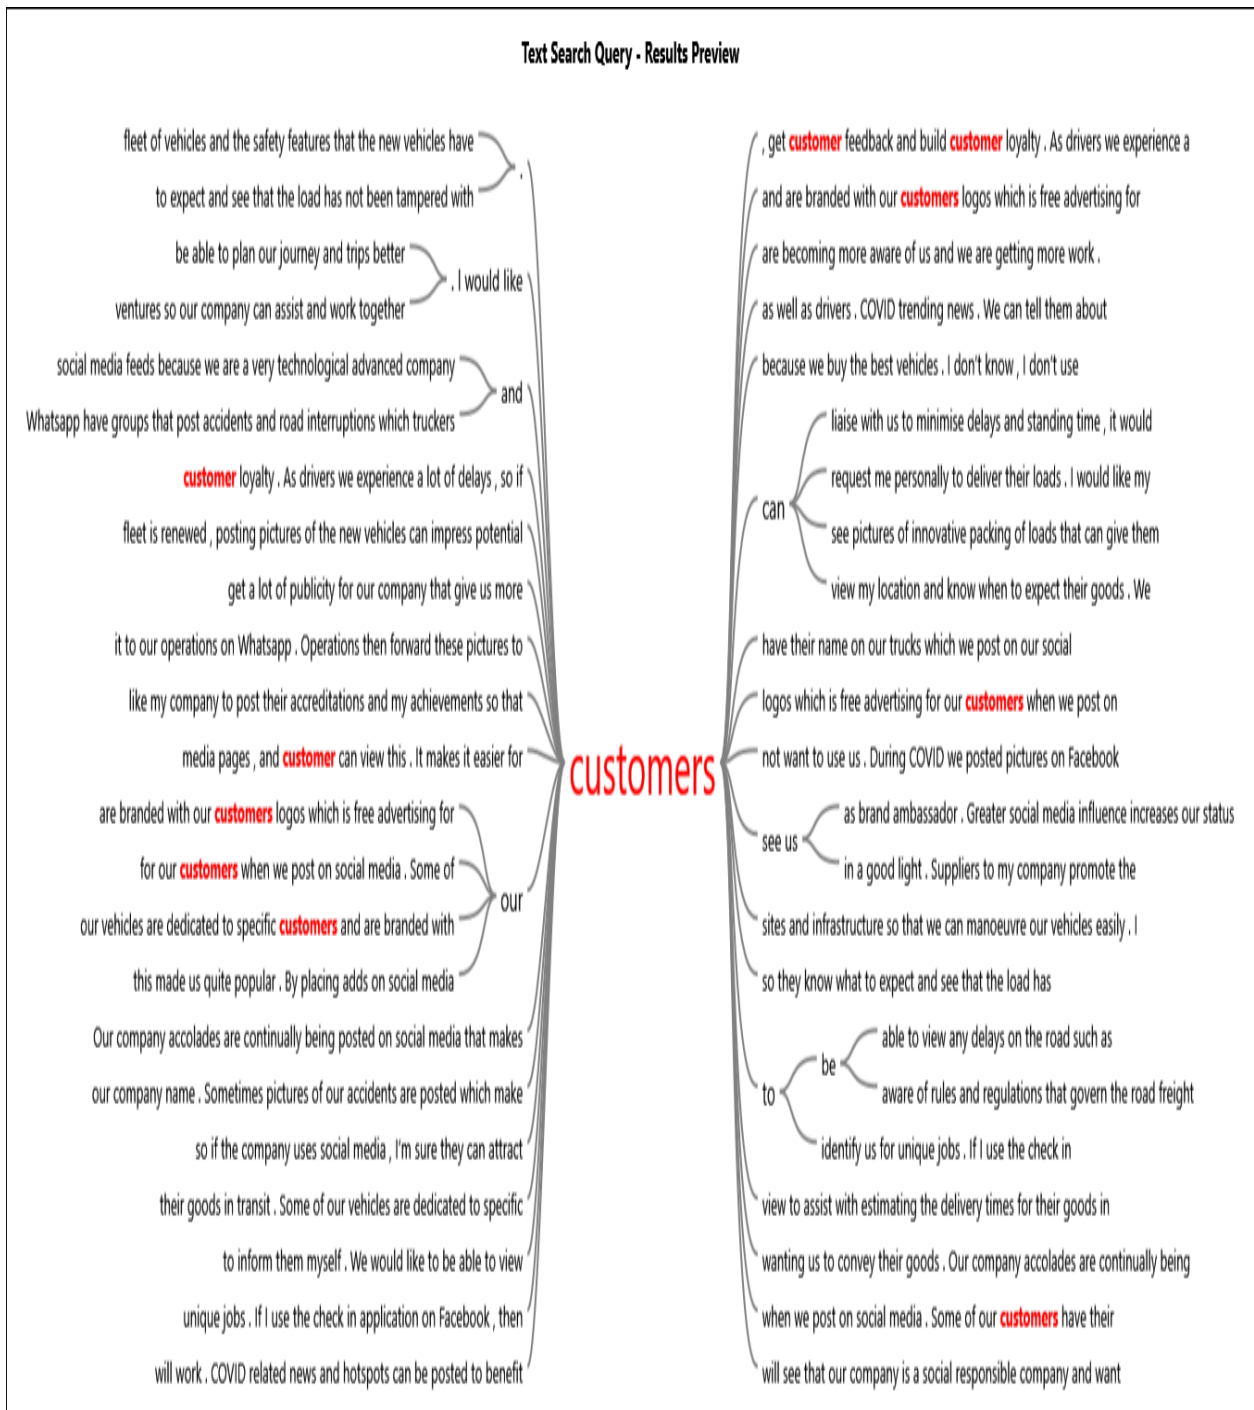 Text Search Query - Results Preview
fleet of vehicles and the safety features that the new vehicles have
to expect and see that the load has not been tampered with
.
be able to plan our journey and trips better
ventures so our company can assist and work together
. I would like
social media feeds because we are a very technological advanced company
Whatsapp have groups that post accidents and road interruptions which truckers
and
customer loyalty . As drivers we experience a lot of delays , so if
fleet is renewed , posting pictures of the new vehicles can impress potential
get a lot of publicity for our company that give us more
it to our operations on Whatsapp . Operations then forward these pictures to
like my company to post their accreditations and my achievements so that
media pages , and customer can view this . It makes it easier for
are branded with our customers logos which is free advertising for
for our customers when we post on social media . Some of
our vehicles are dedicated to specific customers and are branded with
this made us quite popular . By placing adds on social media
our
Our company accolades are continually being posted on social media that makes
our company name . Sometimes pictures of our accidents are posted which make
so if the company uses social media , I'm sure they can attract
their goods in transit . Some of our vehicles are dedicated to specific
to inform them myself . We would like to be able to view
unique jobs . If I use the check in application on Facebook , then
will work . COVID related news and hotspots can be posted to benefit
customers
, get customer feedback and build customer loyalty . As drivers we experience a
and are branded with our customers logos which is free advertising for
are becoming more aware of us and we are getting more work .
as well as drivers . COVID trending news . We can tell them about
because we buy the best vehicles . I don't know , I don't use
can
liaise with us to minimise delays and standing time , it would
request me personally to deliver their loads . I would like my
see pictures of innovative packing of loads that can give them
view my location and know when to expect their goods . We
have their name on our trucks which we post on our social
logos which is free advertising for our customers when we post on
not want to use us . During COVID we posted pictures on Facebook
see us
as brand ambassador . Greater social media influence increases our status
in a good light . Suppliers to my company promote the
sites and infrastructure so that we can manoeuvre our vehicles easily . I
so they know what to expect and see that the load has
to
be
able to view any delays on the road such as
aware of rules and regulations that govern the road freight
identify us for unique jobs . If I use the check in
view to assist with estimating the delivery times for their goods in
wanting us to convey their goods . Our company accolades are continually being
when we post on social media . Some of our customers have their
will see that our company is a social responsible company and want